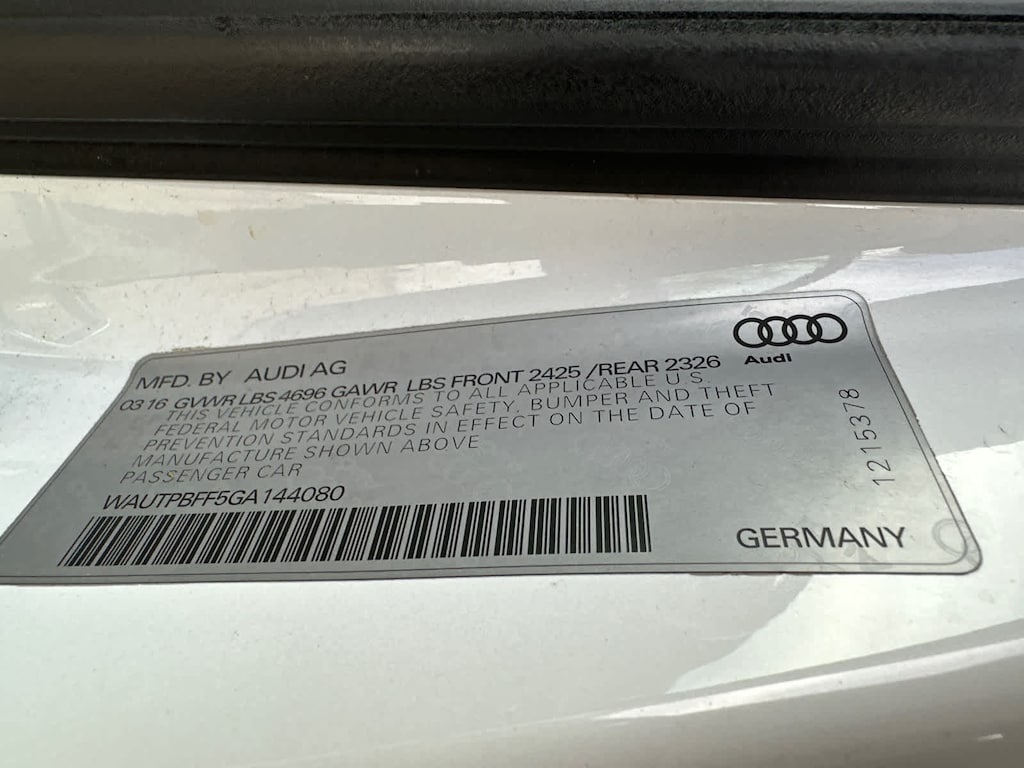 Audi
MFD. BY AUDI AG
03 16 GVWR LBS 4696 GAWR LBS FRONT 2425 / REAR 2326
THIS VEHICLE CONFORMS TO ALL APPLICABLE U.S.
FEDERAL MOTOR VEHICLE SAFETY, BUMPER AND THEFT
PREVENTION STANDARDS IN EFFECT ON THE DATE OF
MANUFACTURE SHOWN ABOVE
PASSENGER CAR
WAUTPBFF5GA144080
1215378
GERMANY